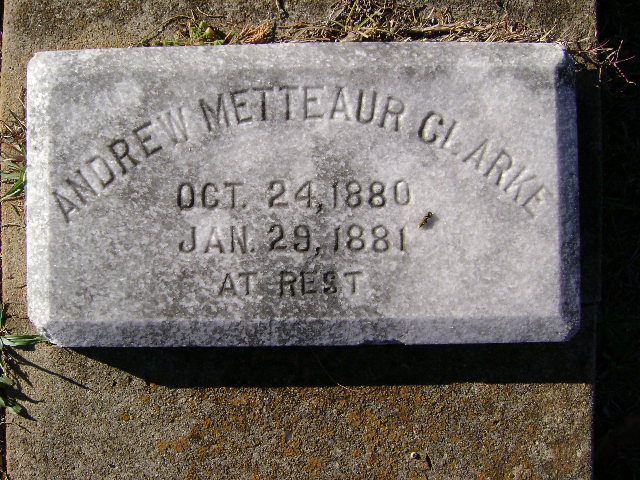 ANDREW METTEAUR CLARKE
OCT. 24, 1880
JAN. 29, 1881
AT REST